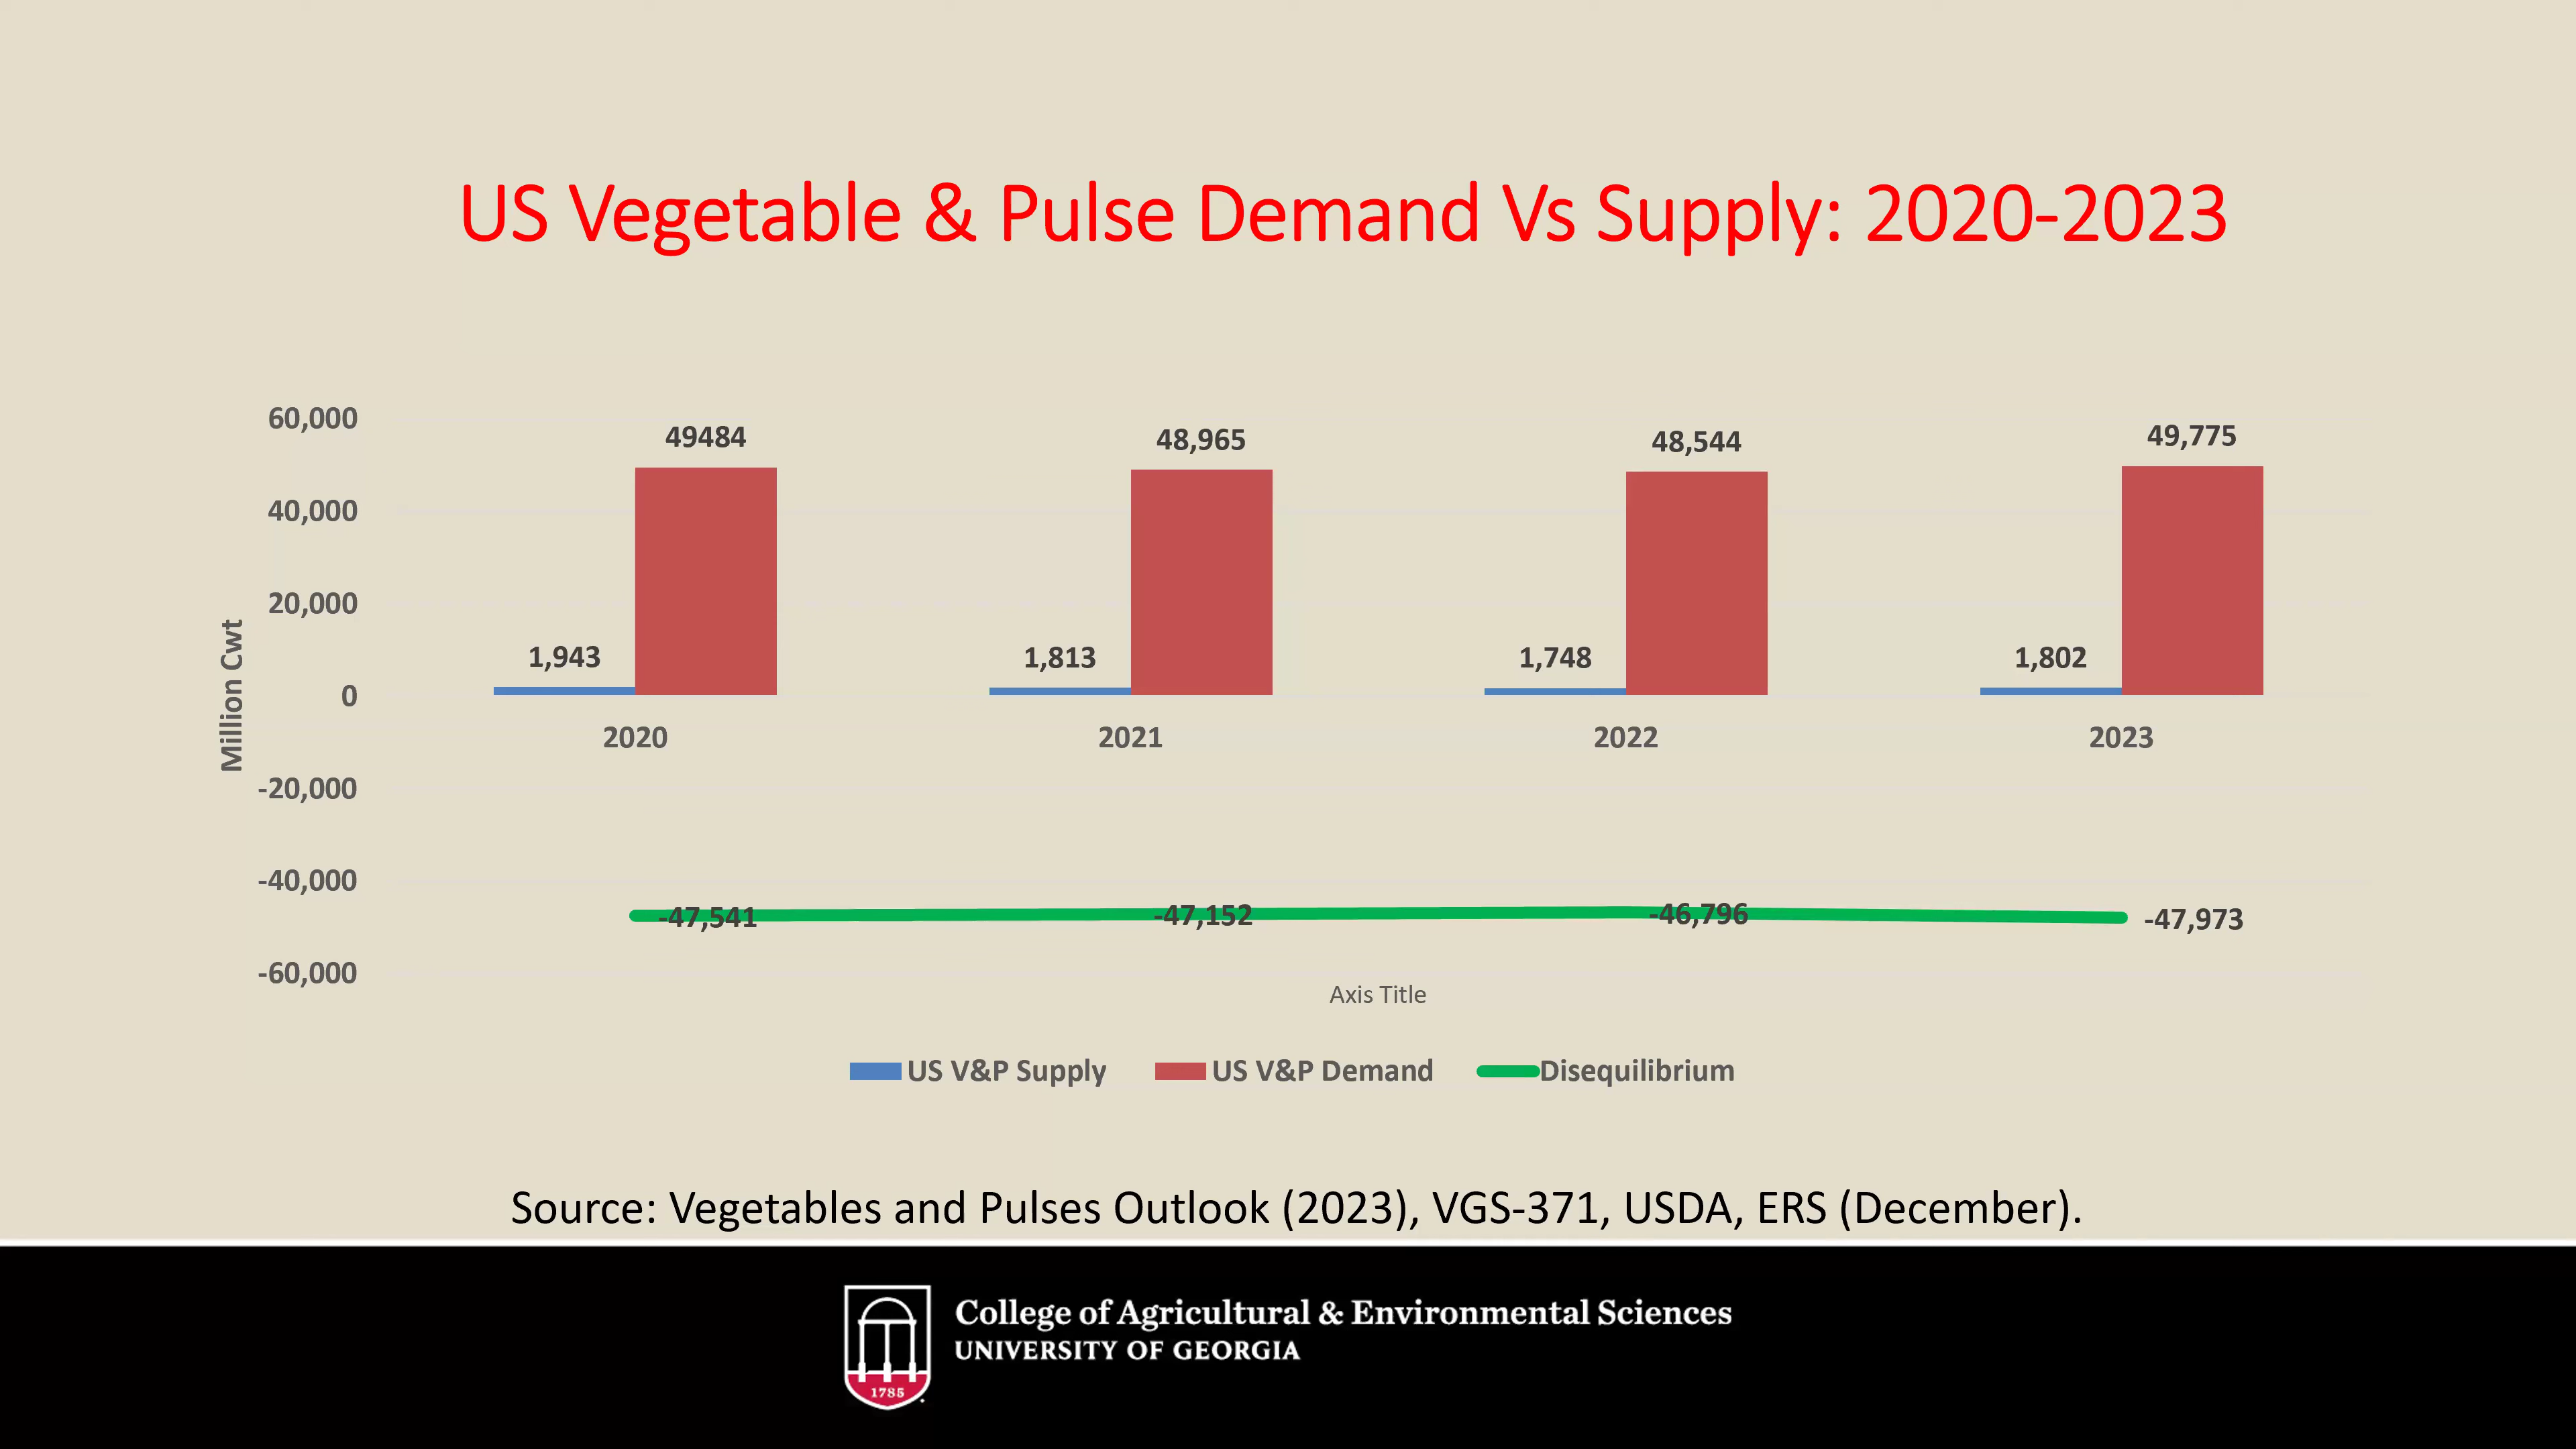 US Vegetable & Pulse Demand Vs Supply: 2020-2023
60,000
40,000
20,000
0
-20,000
-40,000
-60,000
Million Cwt
49484
48,965
48,544
49,775
1,943
1,813
1,748
1,802
2020
2021
2022
2023
-47,541
-47,152
-46,796
-47,973
Axis Title
US V&P Supply
US V&P Demand
Disequilibrium
Source: Vegetables and Pulses Outlook (2023), VGS-371, USDA, ERS (December).
College of Agricultural & Environmental Sciences
UNIVERSITY OF GEORGIA
1785